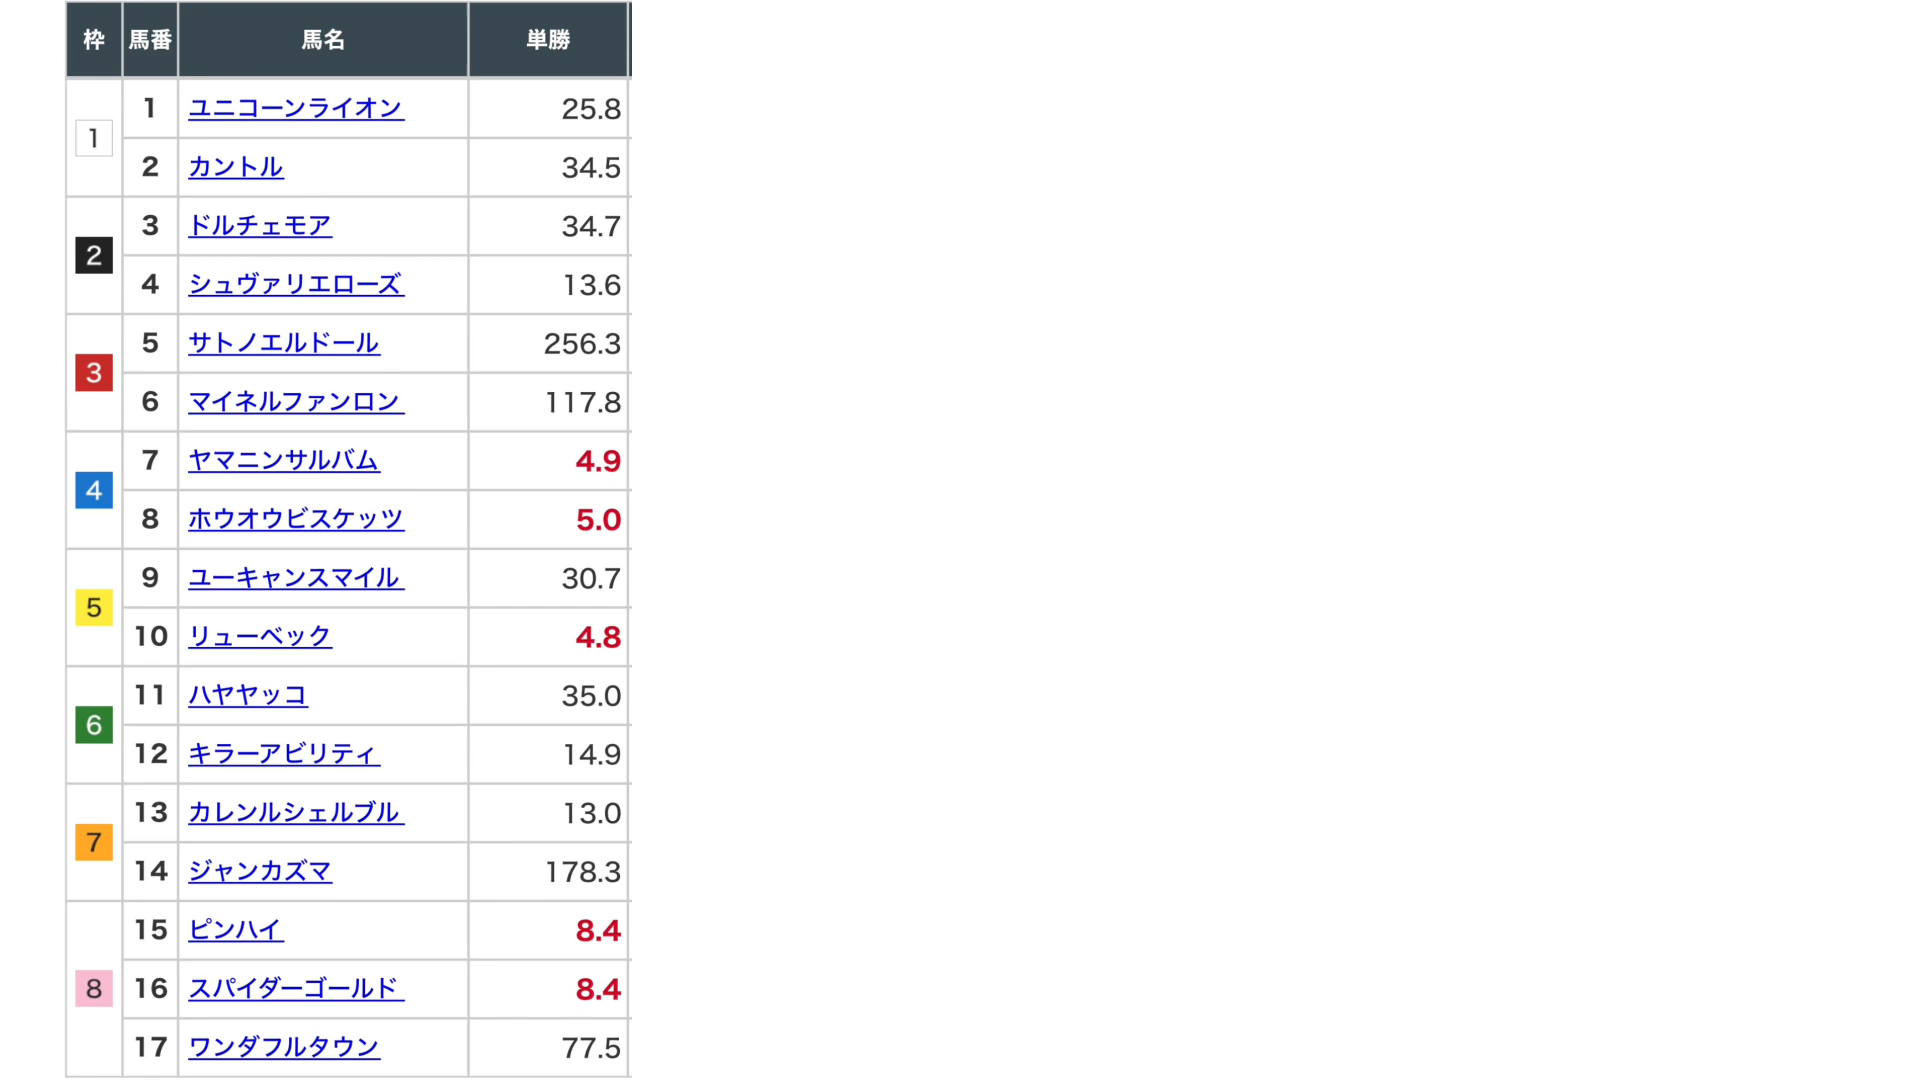 枠 馬番 馬名 単勝
1 1 ユニコーンライオン 25.8
2 カントル 34.5
2 3 ドルチェモア 34.7
4 シュヴァリエローズ 13.6
3 5 サトノエルドール 256.3
6 マイネルファンロン 117.8
4 7 ヤマニンサルバム 4.9
8 ホウオウビスケッツ 5.0
5 9 ユーキャンスマイル 30.7
10 リューベック 4.8
6 11 ハヤヤッコ 35.0
12 キラーアビリティ 14.9
7 13 カレンルシェルブル 13.0
14 ジャンカズマ 178.3
8 15 ピンハイ 8.4
16 スパイダーゴールド 8.4
17 ワンダフルタウン 77.5